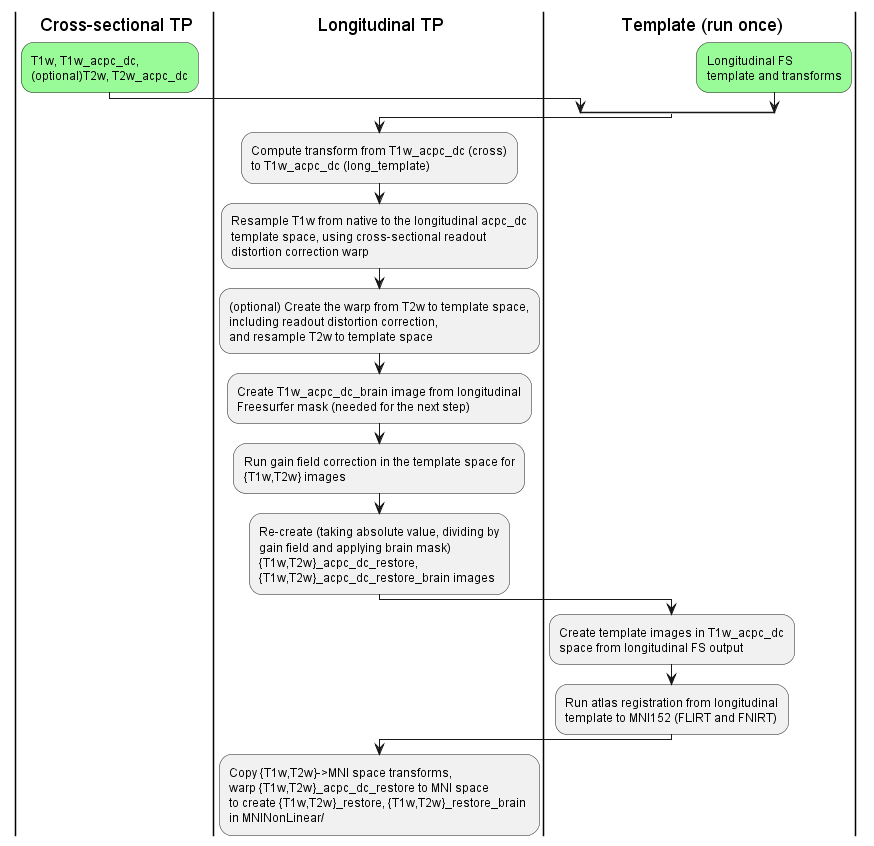 Cross-sectional TP
Longitudinal TP
Template (run once)
T1w, T1w_acpc_dc,
(optional)T2w, T2w_acpc_dc
Longitudinal FS
template and transforms
Compute transform from T1w_acpc_dc (cross)
to T1w_acpc_dc (long_template)
Resample T1w from native to the longitudinal acpc_dc
template space, using cross-sectional readout
distortion correction warp
(optional) Create the warp from T2w to template space,
including readout distortion correction,
and resample T2w to template space
Create T1w_acpc_dc_brain image from longitudinal
Freesurfer mask (needed for the next step)
Run gain field correction in the template space for
{T1w,T2w} images
Re-create (taking absolute value, dividing by
gain field and applying brain mask)
{T1w,T2w}_acpc_dc_restore,
{T1w,T2w}_acpc_dc_restore_brain images
Create template images in T1w_acpc_dc
space from longitudinal FS output
Run atlas registration from longitudinal
template to MNI152 (FLIRT and FNIRT)
Copy {T1w,T2w}->MNI space transforms,
warp {T1w,T2w}_acpc_dc_restore to MNI space
to create {T1w,T2w}_restore, {T1w,T2w}_restore_brain
in MNINonLinear/